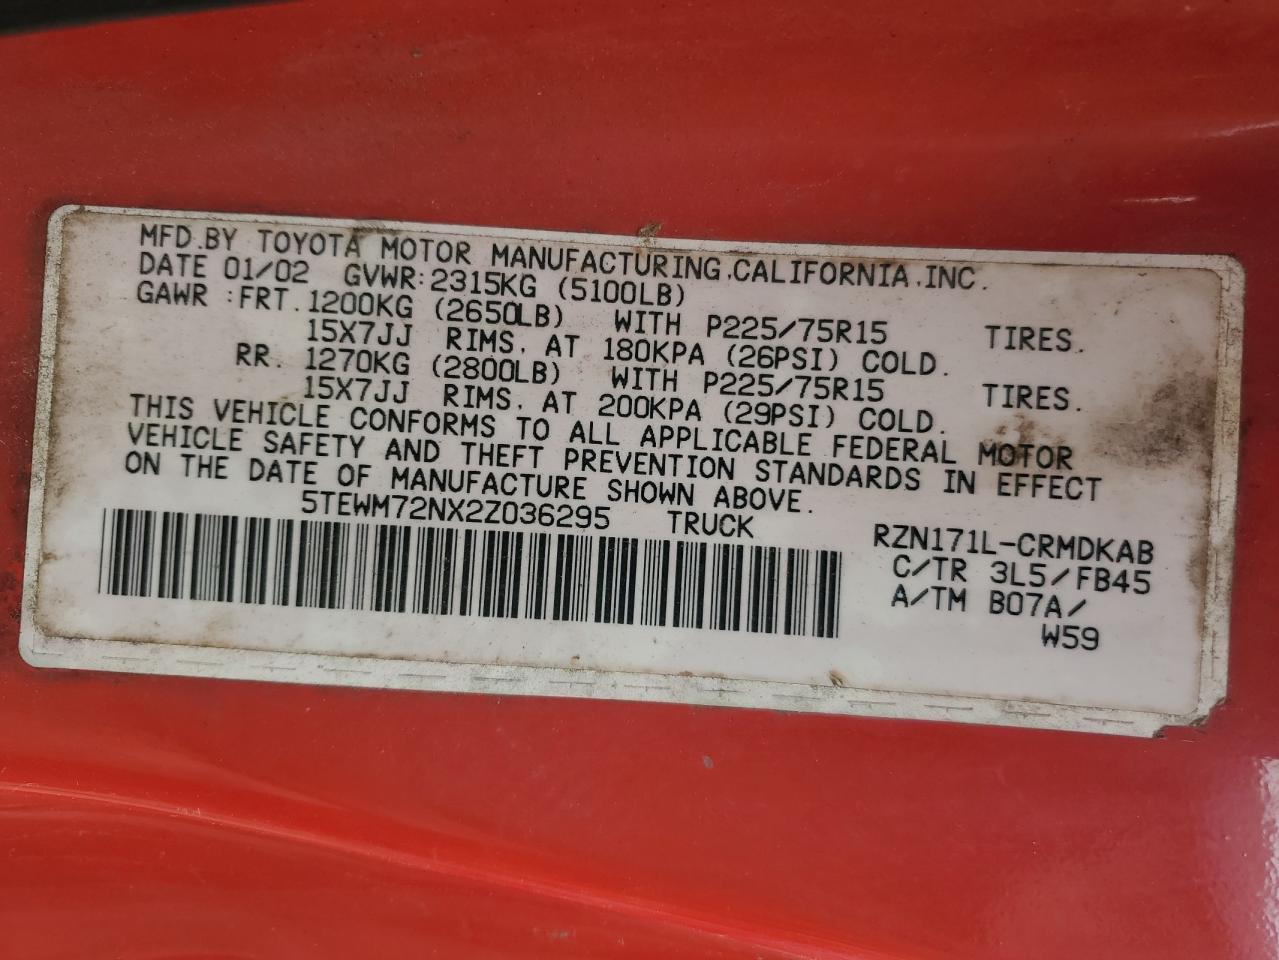 MFD.BY TOYOTA MOTOR MANUFACTURING,CALIFORNIA,INC.
DATE 01/02 GVWR:2315KG (5100LB)
GAWR :FRT.1200KG (2650LB) WITH P225/75R15 TIRES.
15X7JJ RIMS, AT 180KPA (26PSI) COLD.
RR. 1270KG (2800LB) WITH P225/75R15 TIRES.
15X7JJ RIMS, AT 200KPA (29PSI) COLD.
THIS VEHICLE CONFORMS TO ALL APPLICABLE FEDERAL MOTOR
VEHICLE SAFETY AND THEFT PREVENTION STANDARDS IN EFFECT
ON THE DATE OF MANUFACTURE SHOWN ABOVE.
5TEWM72NX2Z036295 TRUCK
RZN171L-CRMDKAB
C/TR 3L5/FB45
A/TM B07A/
W59